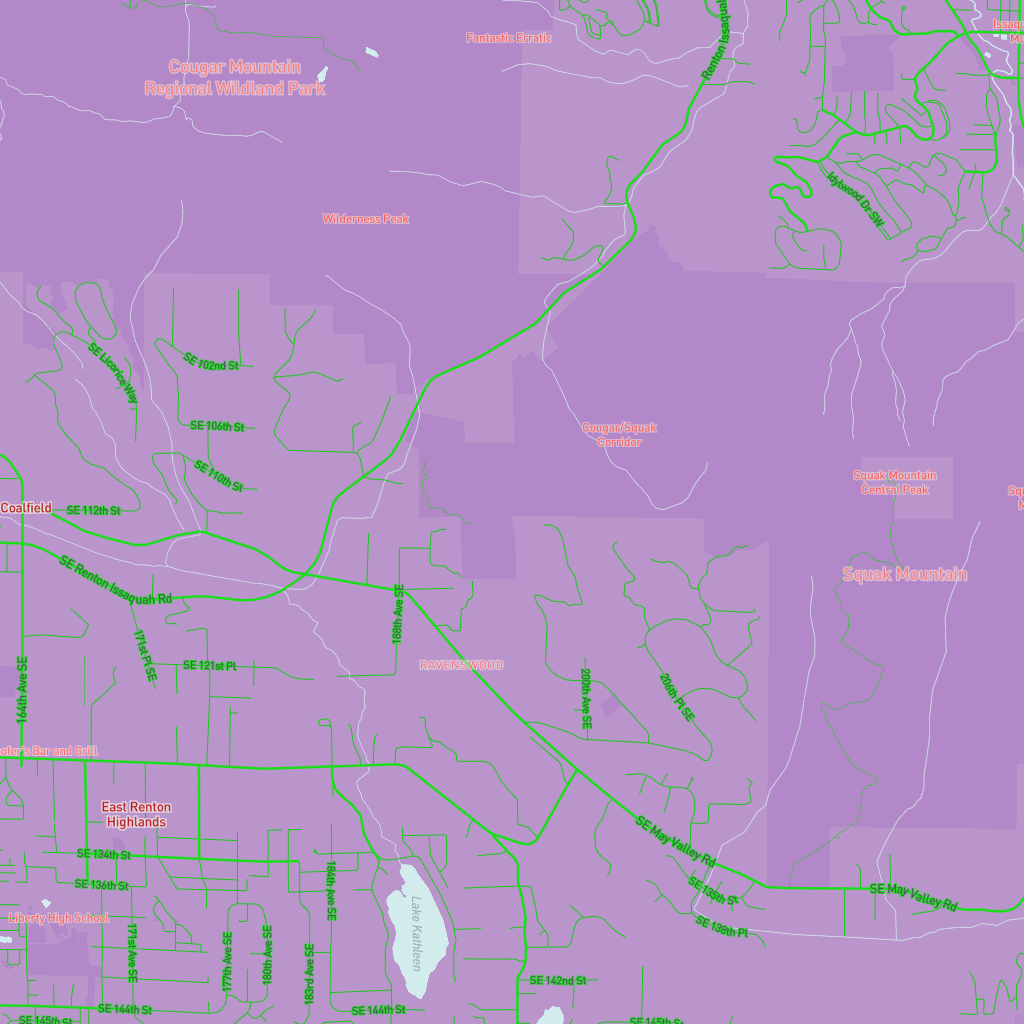 Fantastic Erratic
Renton Issaquah
Cougar Mountain
Regional Wildland Park
Idylwood Dr SW
Wilderness Peak
SE Licorice Way
SE 102nd St
SE 106th St
Cougar/Squak
Corridor
SE 110th St
Squak Mountain
Central Peak
Coalfield
SE 112th St
SE Renton Issaquah Rd
Squak Mountain
188th Ave SE
171st Pl SE
SE 121st Pl
RAVENSWOOD
164th Ave SE
200th Ave SE
206th Pl SE
Bar and Grill
East Renton
Highlands
SE May Valley Rd
SE 134th St
SE 136th St
184th Ave SE
SE 135th St
SE May Valley Rd
Liberty High School
SE 138th Pl
Lake Kathleen
171st Ave SE
177th Ave SE
180th Ave SE
183rd Ave SE
SE 142nd St
SE 144th St
SE 144th St
SE 145th St
SE 145th St